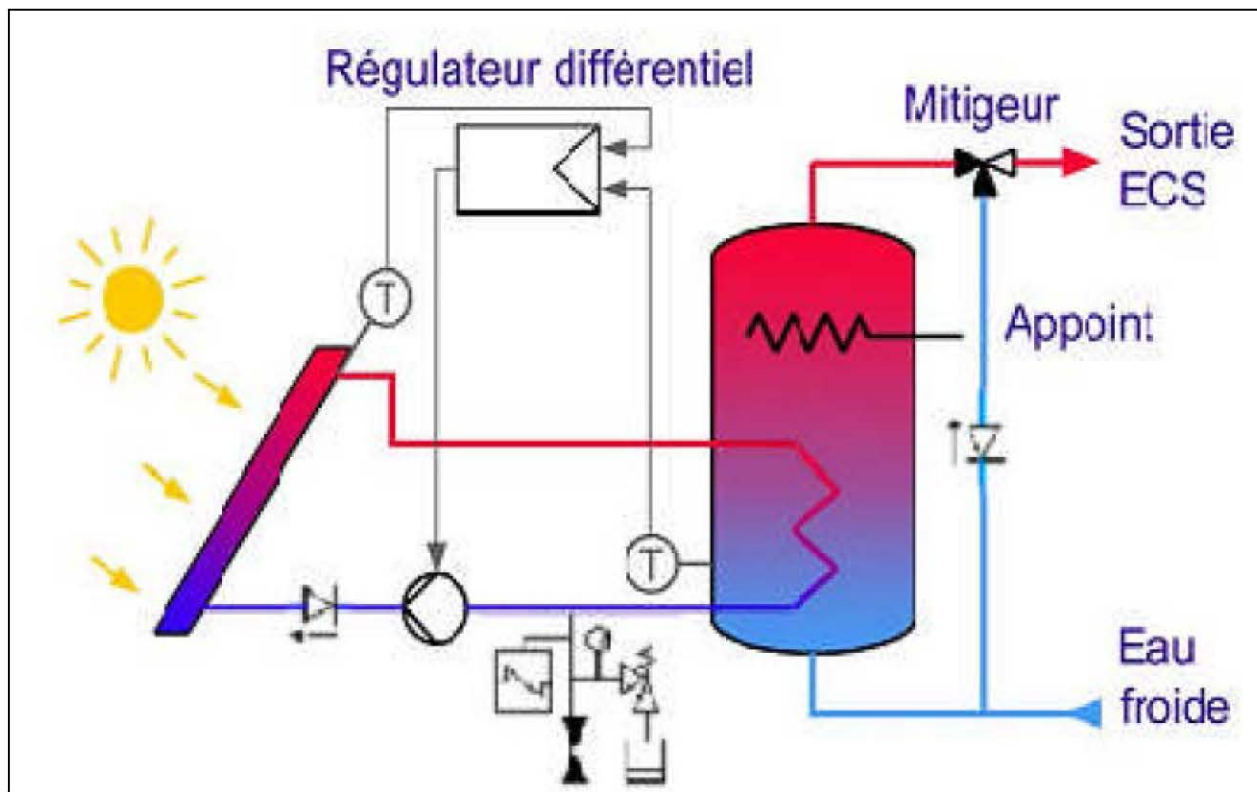 Régulateur différentiel
Mitigeur
Sortie
ECS
T
Appoint
T
Eau
froide